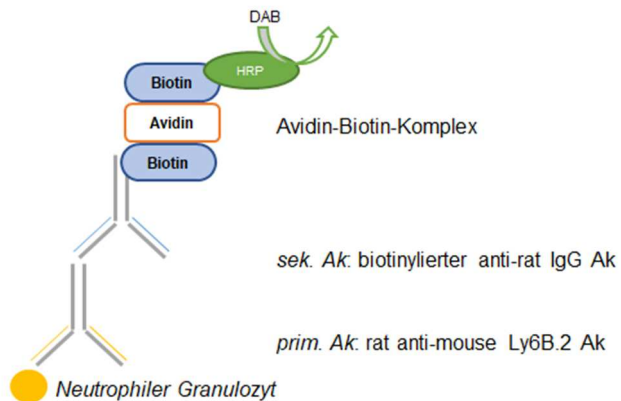 DAB
HRP
Biotin
Avidin
Avidin-Biotin-Komplex
Biotin
sek. Ak: biotinylierter anti-rat IgG Ak
prim. Ak: rat anti-mouse Ly6B.2 Ak
Neutrophiler Granulozyt